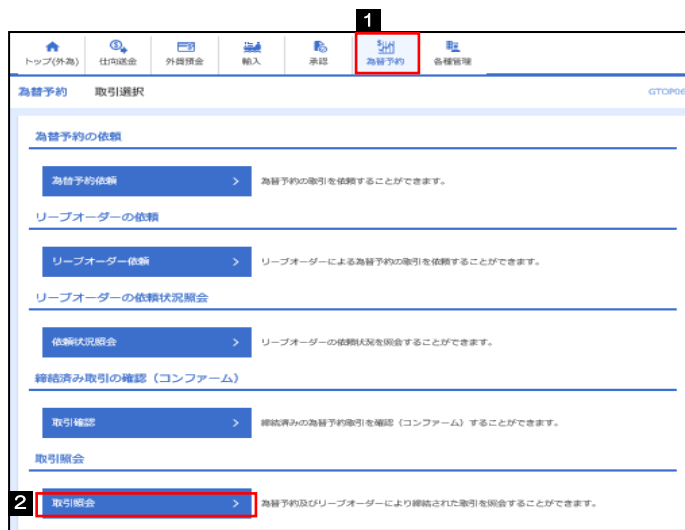 1
トップ(外為) 仕向送金 外貨預金 輸入 承認 為替予約 各種管理
為替予約 取引選択 GTOP06
為替予約の依頼
為替予約依頼 > 為替予約の取引を依頼することができます。
リーブオーダーの依頼
リーブオーダー依頼 > リーブオーダーによる為替予約の取引を依頼することができます。
リーブオーダーの依頼状況照会
依頼状況照会 > リーブオーダーの依頼状況を照会することができます。
締結済み取引の確認（コンファーム）
取引確認 > 締結済みの為替予約取引を確認（コンファーム）することができます。
取引照会
2 取引照会 > 為替予約及びリーブオーダーにより締結された取引を照会することができます。